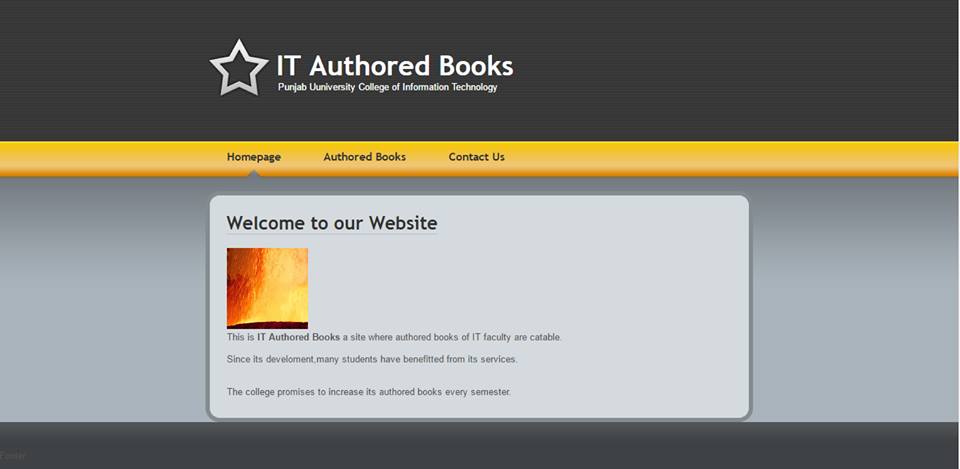 IT Authored Books
Punjab Uuniversity College of Information Technology
Homepage Authored Books Contact Us
Welcome to our Website
This is IT Authored Books a site where authored books of IT faculty are catable.
Since its develoment,many students have benefitted from its services.
The college promises to increase its authored books every semester.
Footer